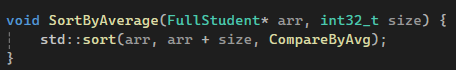 void SortByAverage(FullStudent* arr, int32_t size) {
    std::sort(arr, arr + size, CompareByAvg);
}